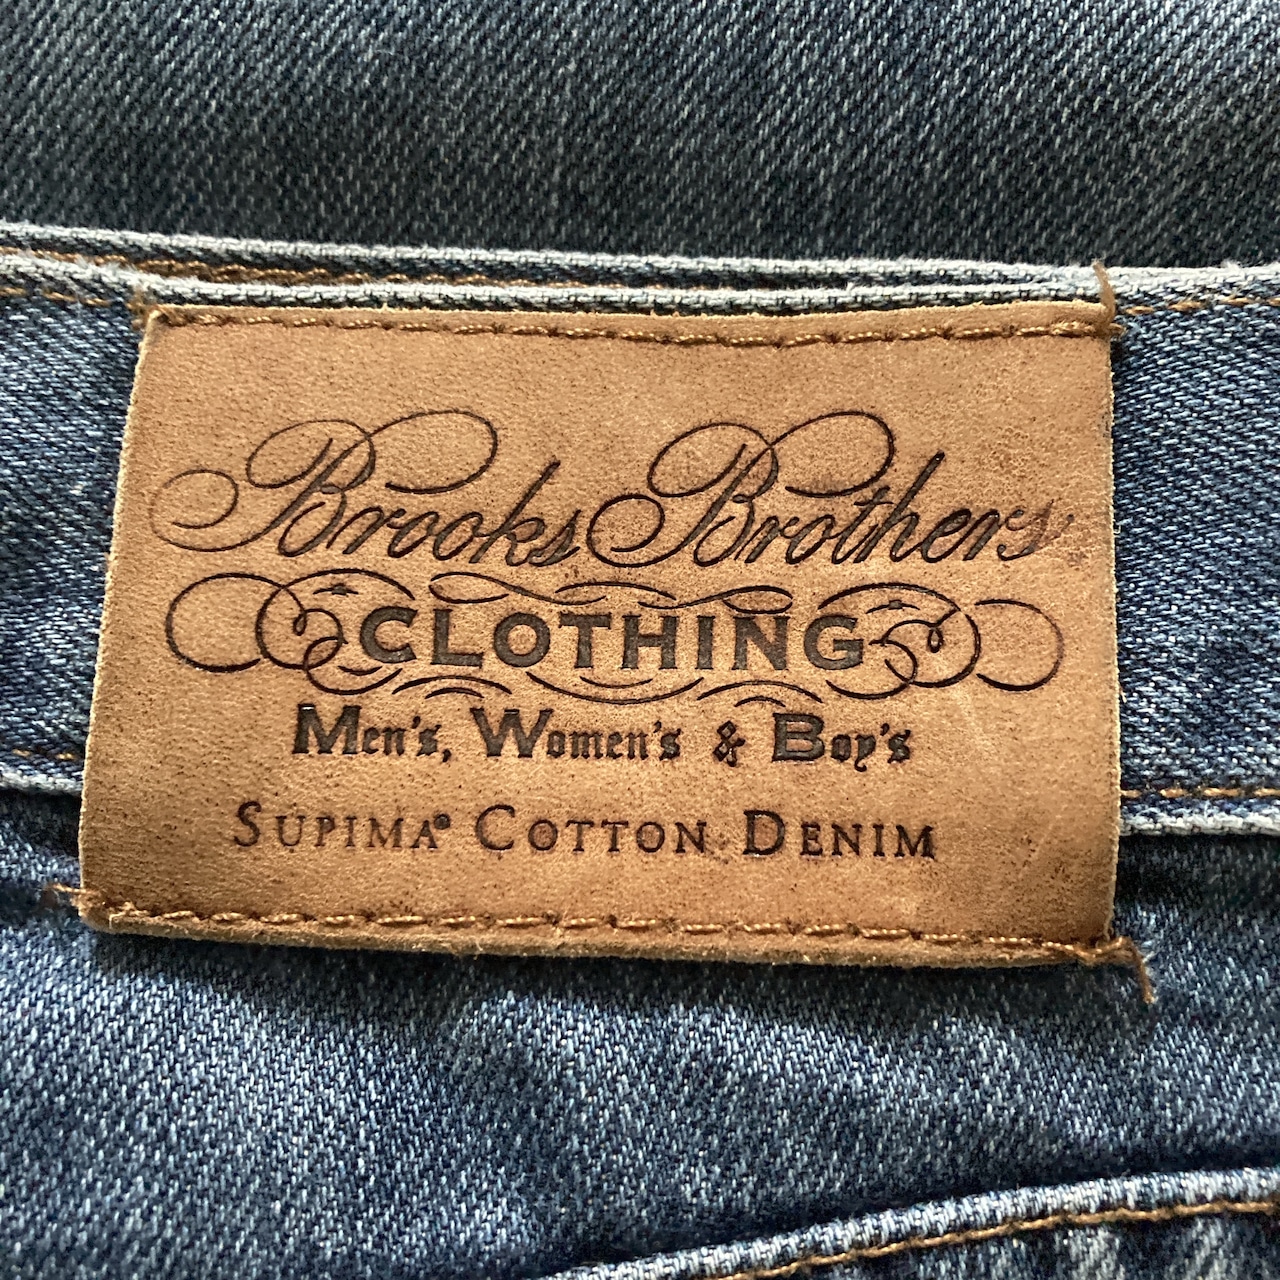 Brooks Brothers
CLOTHING
Men's, Women's & Boy's
SUPIMA® COTTON DENIM